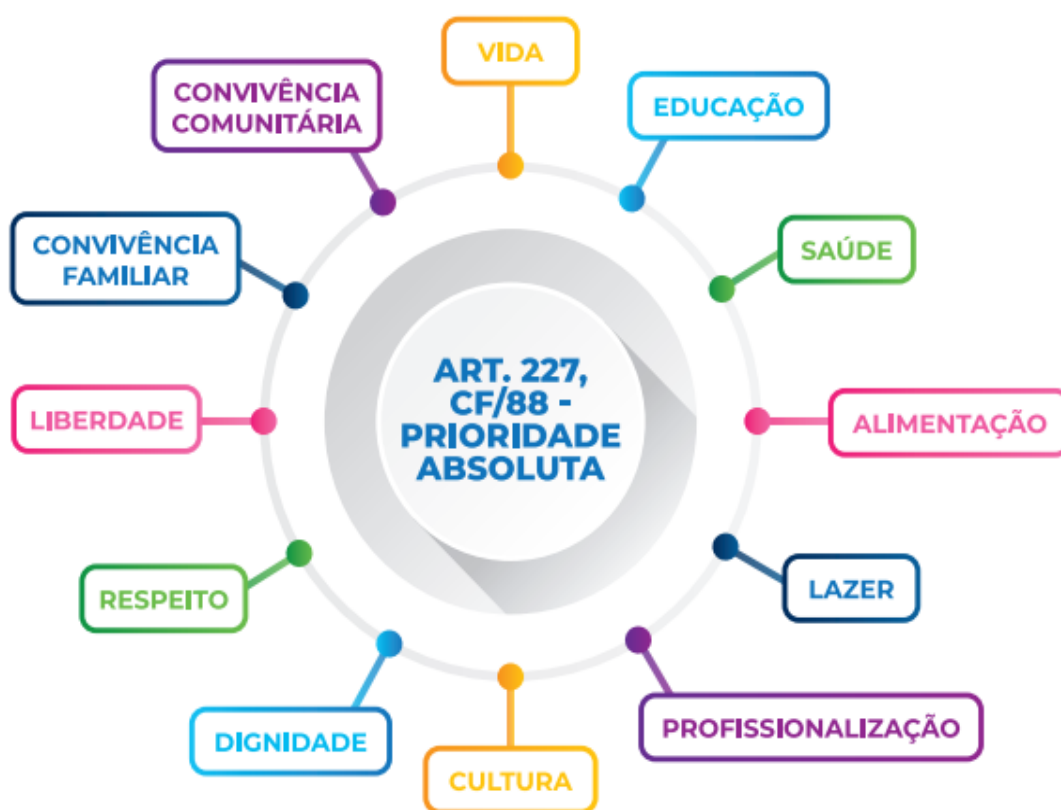 VIDA
EDUCAÇÃO
SAÚDE
ALIMENTAÇÃO
LAZER
PROFISSIONALIZAÇÃO
CULTURA
DIGNIDADE
RESPEITO
LIBERDADE
CONVIVÊNCIA
FAMILIAR
CONVIVÊNCIA
COMUNITÁRIA
ART. 227,
CF/88 -
PRIORIDADE
ABSOLUTA